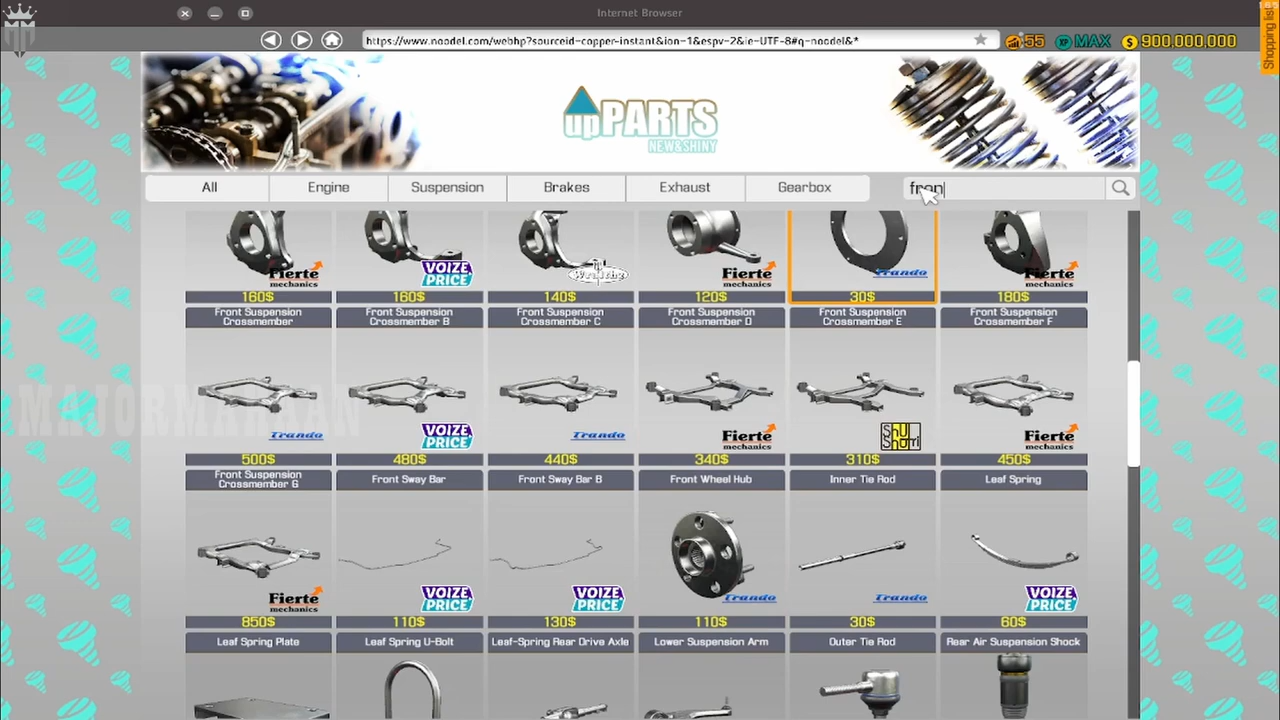 Internet Browser
https://www.noodel.com/webhp?sourceid-copper-instant&ion-1&espv-2&ie-UTF-8#q-noodel&*
55
XP MAX
$ 900,000,000
Shopping list
upPARTS
NEW&SHINY
All
Engine
Suspension
Brakes
Exhaust
Gearbox
fron
Fierte mechanics
VOIZE PRICE
Fierte mechanics
Trando
Fierte mechanics
160$
160$
140$
120$
30$
180$
Front Suspension Crossmember
Front Suspension Crossmember B
Front Suspension Crossmember C
Front Suspension Crossmember D
Front Suspension Crossmember E
Front Suspension Crossmember F
MAJORMARMAN
Trando
VOIZE PRICE
Trando
Fierte mechanics
Fierte mechanics
500$
480$
440$
340$
310$
450$
Front Suspension Crossmember G
Front Sway Bar
Front Sway Bar B
Front Wheel Hub
Inner Tie Rod
Leaf Spring
Fierte mechanics
VOIZE PRICE
VOIZE PRICE
Trando
Trando
VOIZE PRICE
850$
110$
130$
110$
30$
60$
Leaf Spring Plate
Leaf Spring U-Bolt
Leaf-Spring Rear Drive Axle
Lower Suspension Arm
Outer Tie Rod
Rear Air Suspension Shock